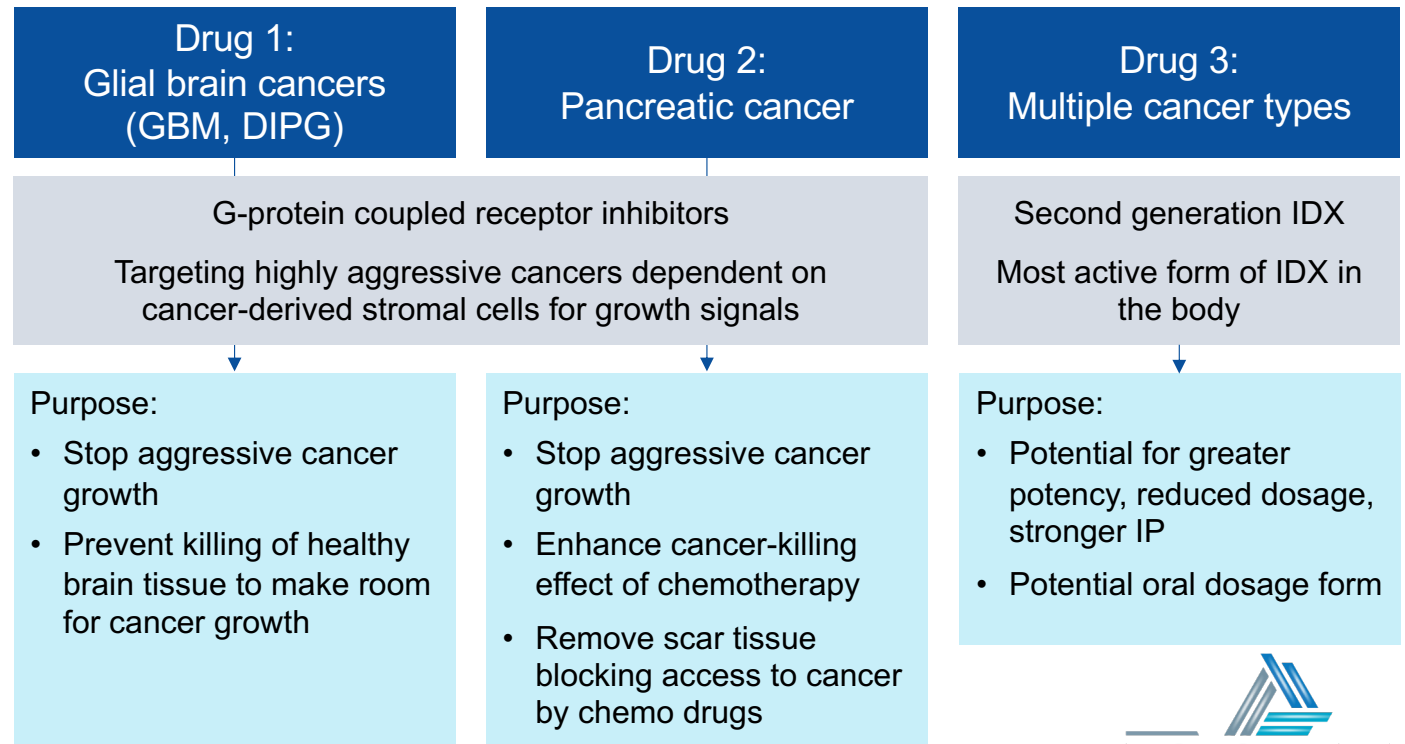 Drug 1:
Glial brain cancers
(GBM, DIPG)
Drug 2:
Pancreatic cancer
Drug 3:
Multiple cancer types
G-protein coupled receptor inhibitors
Targeting highly aggressive cancers dependent on
cancer-derived stromal cells for growth signals
Second generation IDX
Most active form of IDX in
the body
Purpose:
• Stop aggressive cancer
growth
• Prevent killing of healthy
brain tissue to make room
for cancer growth
Purpose:
• Stop aggressive cancer
growth
• Enhance cancer-killing
effect of chemotherapy
• Remove scar tissue
blocking access to cancer
by chemo drugs
Purpose:
• Potential for greater
potency, reduced dosage,
stronger IP
• Potential oral dosage form